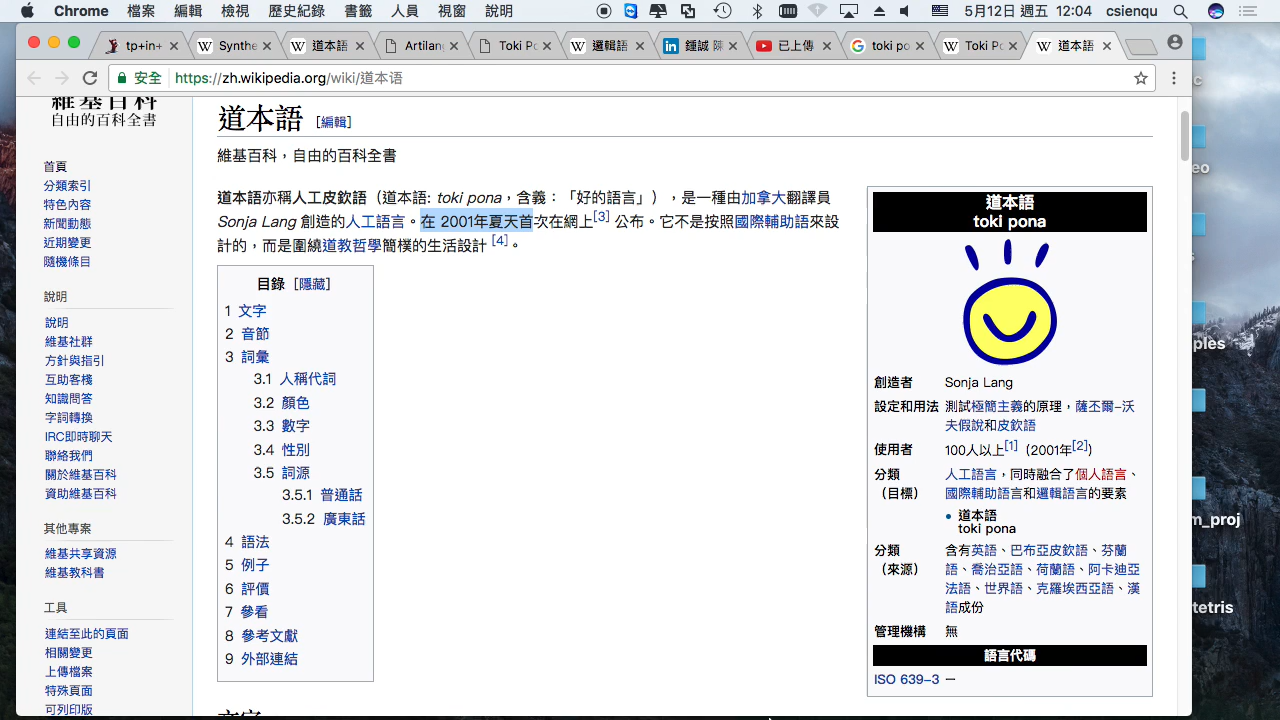 Chrome 檔案 編輯 檢視 歷史紀錄 書籤 人員 視窗 說明 5月12日 週五 12:04 csienqu
tp+in+ Synthe 道本語 Artilang Toki Po 邏輯語 鍾誠 陳 已上傳 toki po Toki Po 道本語
安全 https://zh.wikipedia.org/wiki/道本语
維基百科
自由的百科全書
首頁
分類索引
特色內容
新聞動態
近期變更
隨機條目
說明
說明
維基社群
方針與指引
互助客棧
知識問答
字詞轉換
IRC即時聊天
聯絡我們
關於維基百科
資助維基百科
其他專案
維基共享資源
維基教科書
工具
連結至此的頁面
相關變更
上傳檔案
特殊頁面
可列印版
道本語 [編輯]
維基百科，自由的百科全書
道本語亦稱人工皮欽語（道本語: toki pona，含義：「好的語言」），是一種由加拿大翻譯員
Sonja Lang 創造的人工語言。在 2001年夏天首次在網上[3] 公布。它不是按照國際輔助語來設
計的，而是圍繞道教哲學簡樸的生活設計 [4]。
目錄 [隱藏]
1 文字
2 音節
3 詞彙
3.1 人稱代詞
3.2 顏色
3.3 數字
3.4 性別
3.5 詞源
3.5.1 普通話
3.5.2 廣東話
4 語法
5 例子
6 評價
7 參看
8 參考文獻
9 外部連結
道本語
toki pona
創造者 Sonja Lang
設定和用法 測試極簡主義的原理，薩丕爾-沃
夫假說和皮欽語
使用者 100人以上[1]（2001年[2]）
分類 人工語言，同時融合了個人語言、
（目標） 國際輔助語言和邏輯語言的要素
• 道本語
toki pona
分類 含有英語、巴布亞皮欽語、芬蘭
（來源） 語、喬治亞語、荷蘭語、阿卡迪亞
法語、世界語、克羅埃西亞語、漢
語成份
管理機構 無
語言代碼
ISO 639-3 —
ples
m_proj
tetris